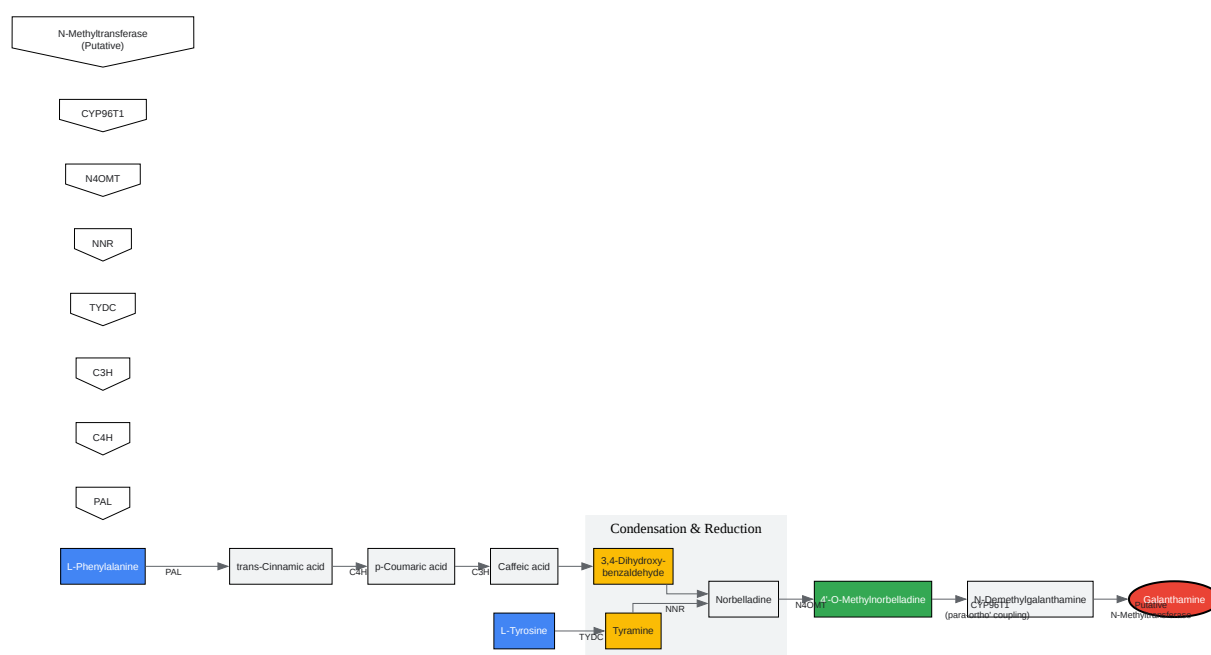 N-Methyltransferase
(Putative)
CYP96T1
N4OMT
NNR
TYDC
C3H
C4H
PAL
Condensation & Reduction
L-Phenylalanine
PAL
trans-Cinnamic acid
C4H
p-Coumaric acid
C3H
Caffeic acid
3,4-Dihydroxy-
benzaldehyde
L-Tyrosine
TYDC
Tyramine
NNR
Norbelladine
N4OMT
4'-O-Methylnorbelladine
CYP96T1
(para-ortho' coupling)
N-Demethylgalanthamine
Putative
N-Methyltransferase
Galanthamine